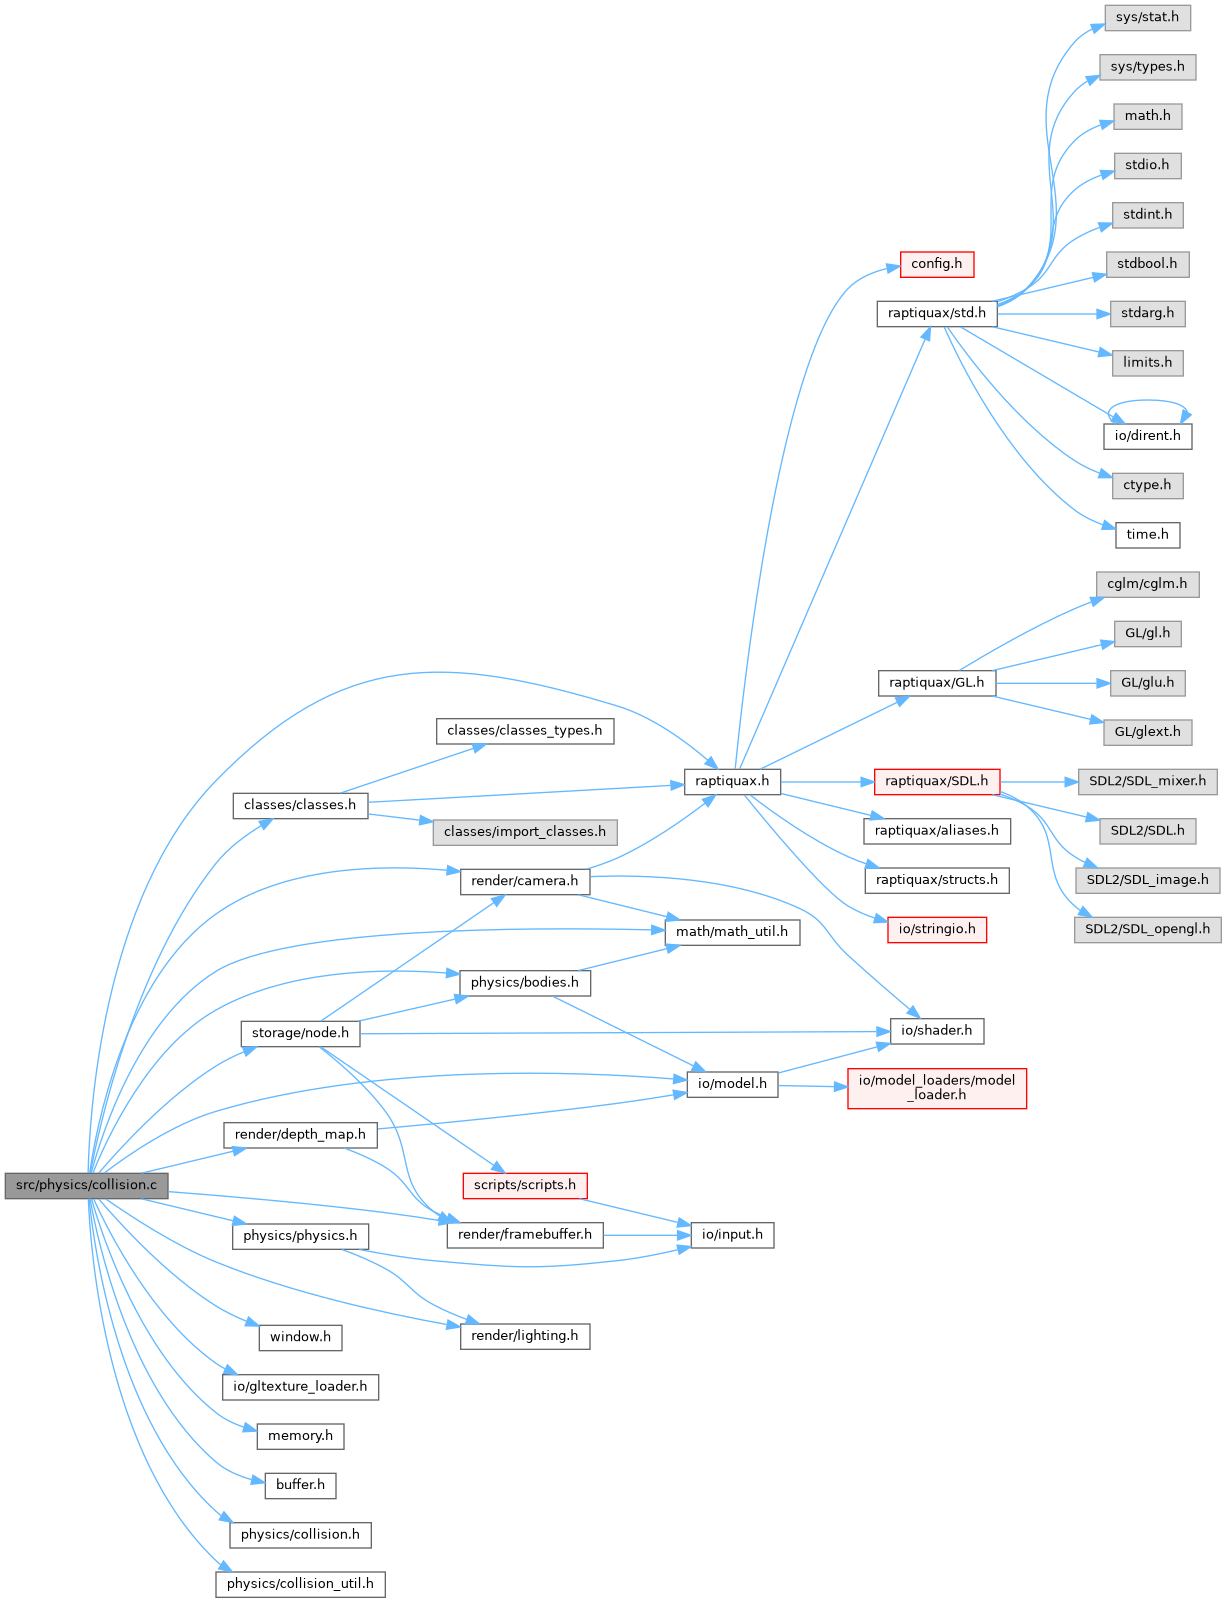 sys/stat.h
sys/types.h
math.h
stdio.h
stdint.h
stdbool.h
config.h
raptiquax/std.h
stdarg.h
limits.h
io/dirent.h
ctype.h
time.h
cglm/cglm.h
GL/gl.h
raptiquax/GL.h
GL/glu.h
GL/glext.h
classes/classes_types.h
raptiquax.h
raptiquax/SDL.h
SDL2/SDL_mixer.h
classes/classes.h
classes/import_classes.h
raptiquax/aliases.h
SDL2/SDL.h
render/camera.h
raptiquax/structs.h
SDL2/SDL_image.h
math/math_util.h
io/stringio.h
SDL2/SDL_opengl.h
physics/bodies.h
storage/node.h
io/shader.h
io/model.h
io/model_loaders/model
_loader.h
render/depth_map.h
src/physics/collision.c
scripts/scripts.h
physics/physics.h
render/framebuffer.h
io/input.h
window.h
render/lighting.h
io/gltexture_loader.h
memory.h
buffer.h
physics/collision.h
physics/collision_util.h